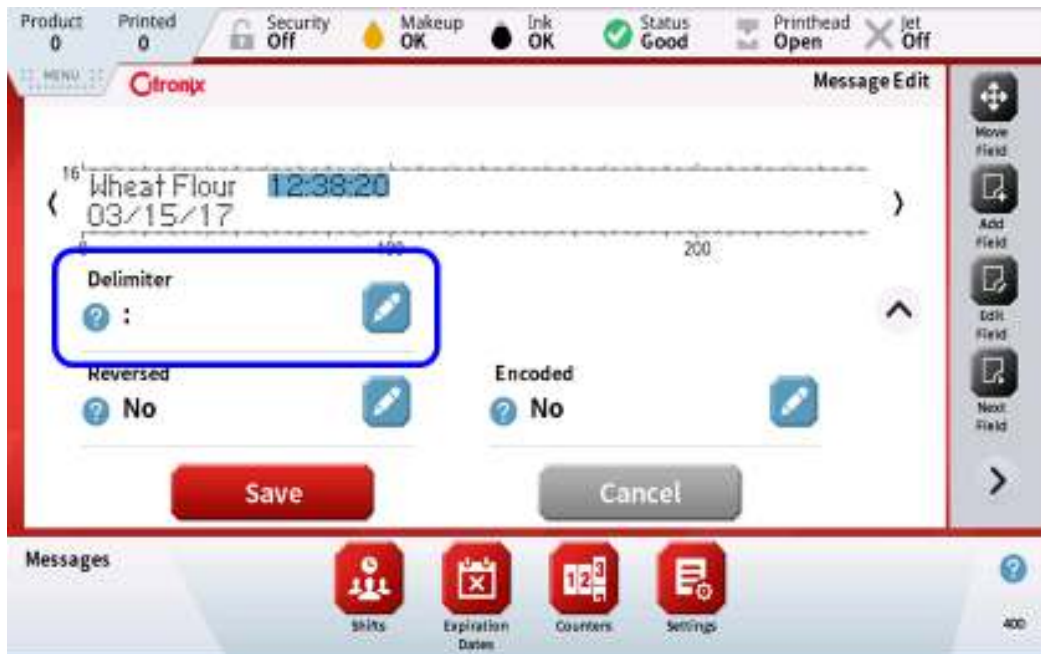 Product Printed Security Makeup Ink Status Printhead Jet
0 0 Off OK OK Good Open Off
MENU Citronix Message Edit
Move
Field
16
Wheat Flour 12:38:20
03/15/17
Add
Field
0 100 200
Delimiter
? :
Edit
Field
Reversed Encoded
? No ? No
Next
Field
Save Cancel
Messages
Shifts Expiration Dates Counters Settings
?
400